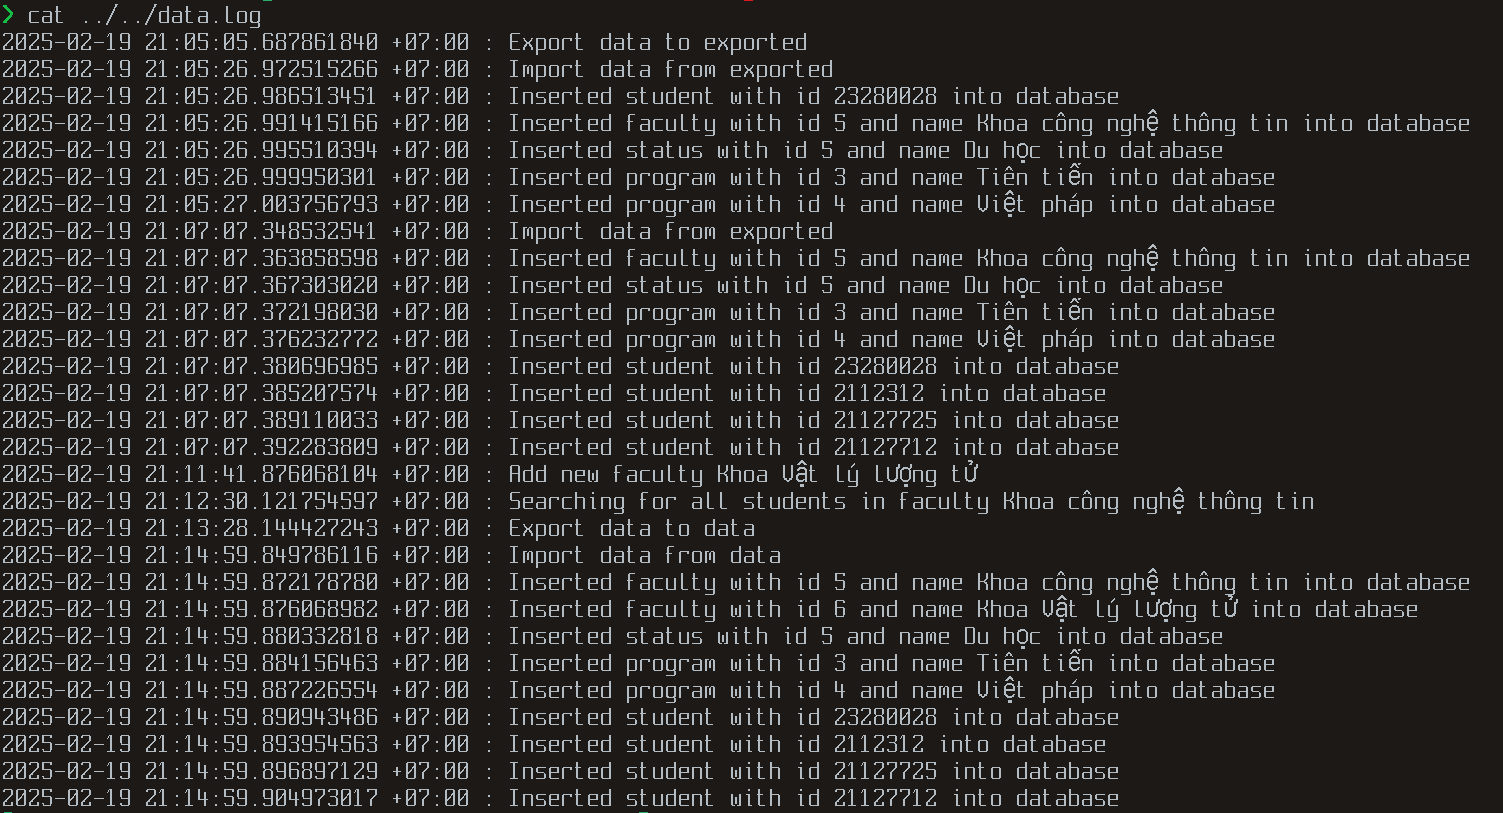 ❯ cat ../../data.log
2025-02-19 21:05:05.687861840 +07:00 : Export data to exported
2025-02-19 21:05:26.972515266 +07:00 : Import data from exported
2025-02-19 21:05:26.986513451 +07:00 : Inserted student with id 23280028 into database
2025-02-19 21:05:26.991415166 +07:00 : Inserted faculty with id 5 and name Khoa công nghệ thông tin into database
2025-02-19 21:05:26.995510394 +07:00 : Inserted status with id 5 and name Du học into database
2025-02-19 21:05:26.999950301 +07:00 : Inserted program with id 3 and name Tiên tiến into database
2025-02-19 21:05:27.003756793 +07:00 : Inserted program with id 4 and name Việt pháp into database
2025-02-19 21:07:07.348532541 +07:00 : Import data from exported
2025-02-19 21:07:07.363858598 +07:00 : Inserted faculty with id 5 and name Khoa công nghệ thông tin into database
2025-02-19 21:07:07.367303020 +07:00 : Inserted status with id 5 and name Du học into database
2025-02-19 21:07:07.372198030 +07:00 : Inserted program with id 3 and name Tiên tiến into database
2025-02-19 21:07:07.376232772 +07:00 : Inserted program with id 4 and name Việt pháp into database
2025-02-19 21:07:07.380696985 +07:00 : Inserted student with id 23280028 into database
2025-02-19 21:07:07.385207574 +07:00 : Inserted student with id 2112312 into database
2025-02-19 21:07:07.389110033 +07:00 : Inserted student with id 21127725 into database
2025-02-19 21:07:07.392283809 +07:00 : Inserted student with id 21127712 into database
2025-02-19 21:11:41.876068104 +07:00 : Add new faculty Khoa Vật lý lượng tử
2025-02-19 21:12:30.121754597 +07:00 : Searching for all students in faculty Khoa công nghệ thông tin
2025-02-19 21:13:28.144427243 +07:00 : Export data to data
2025-02-19 21:14:59.849786116 +07:00 : Import data from data
2025-02-19 21:14:59.872178780 +07:00 : Inserted faculty with id 5 and name Khoa công nghệ thông tin into database
2025-02-19 21:14:59.876068982 +07:00 : Inserted faculty with id 6 and name Khoa Vật lý lượng tử into database
2025-02-19 21:14:59.880332818 +07:00 : Inserted status with id 5 and name Du học into database
2025-02-19 21:14:59.884156463 +07:00 : Inserted program with id 3 and name Tiên tiến into database
2025-02-19 21:14:59.887226554 +07:00 : Inserted program with id 4 and name Việt pháp into database
2025-02-19 21:14:59.890943486 +07:00 : Inserted student with id 23280028 into database
2025-02-19 21:14:59.893954563 +07:00 : Inserted student with id 2112312 into database
2025-02-19 21:14:59.896897129 +07:00 : Inserted student with id 21127725 into database
2025-02-19 21:14:59.904973017 +07:00 : Inserted student with id 21127712 into database